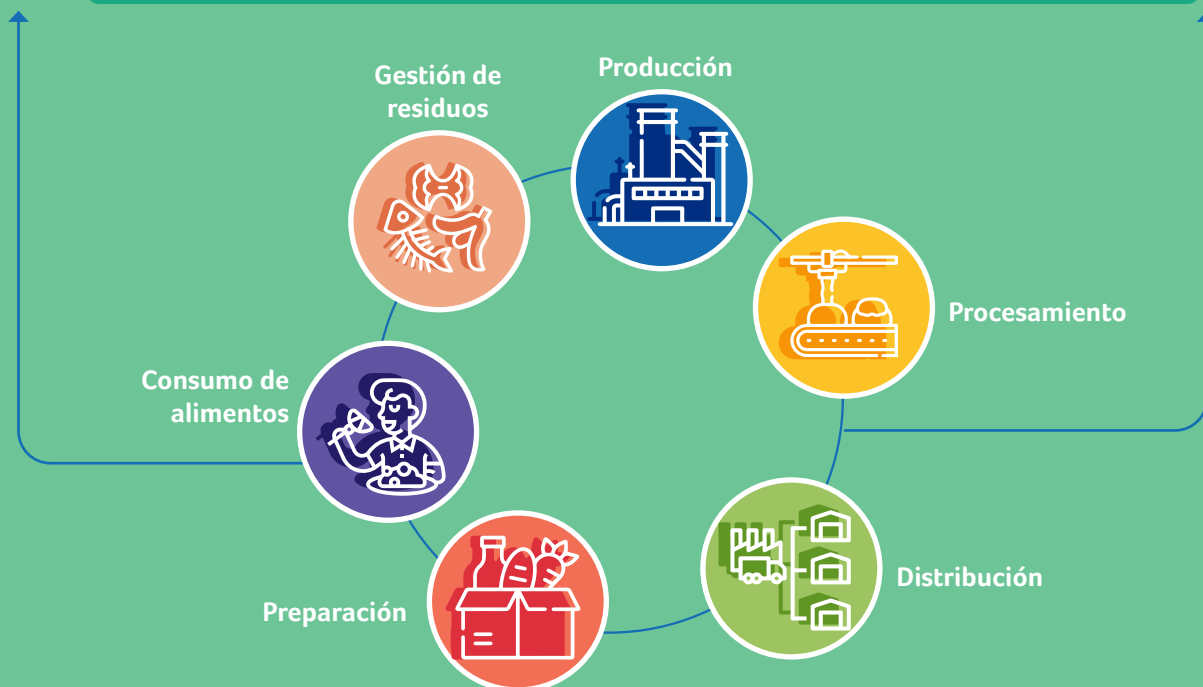 Gestión de
residuos
Producción
Procesamiento
Consumo de
alimentos
Distribución
Preparación